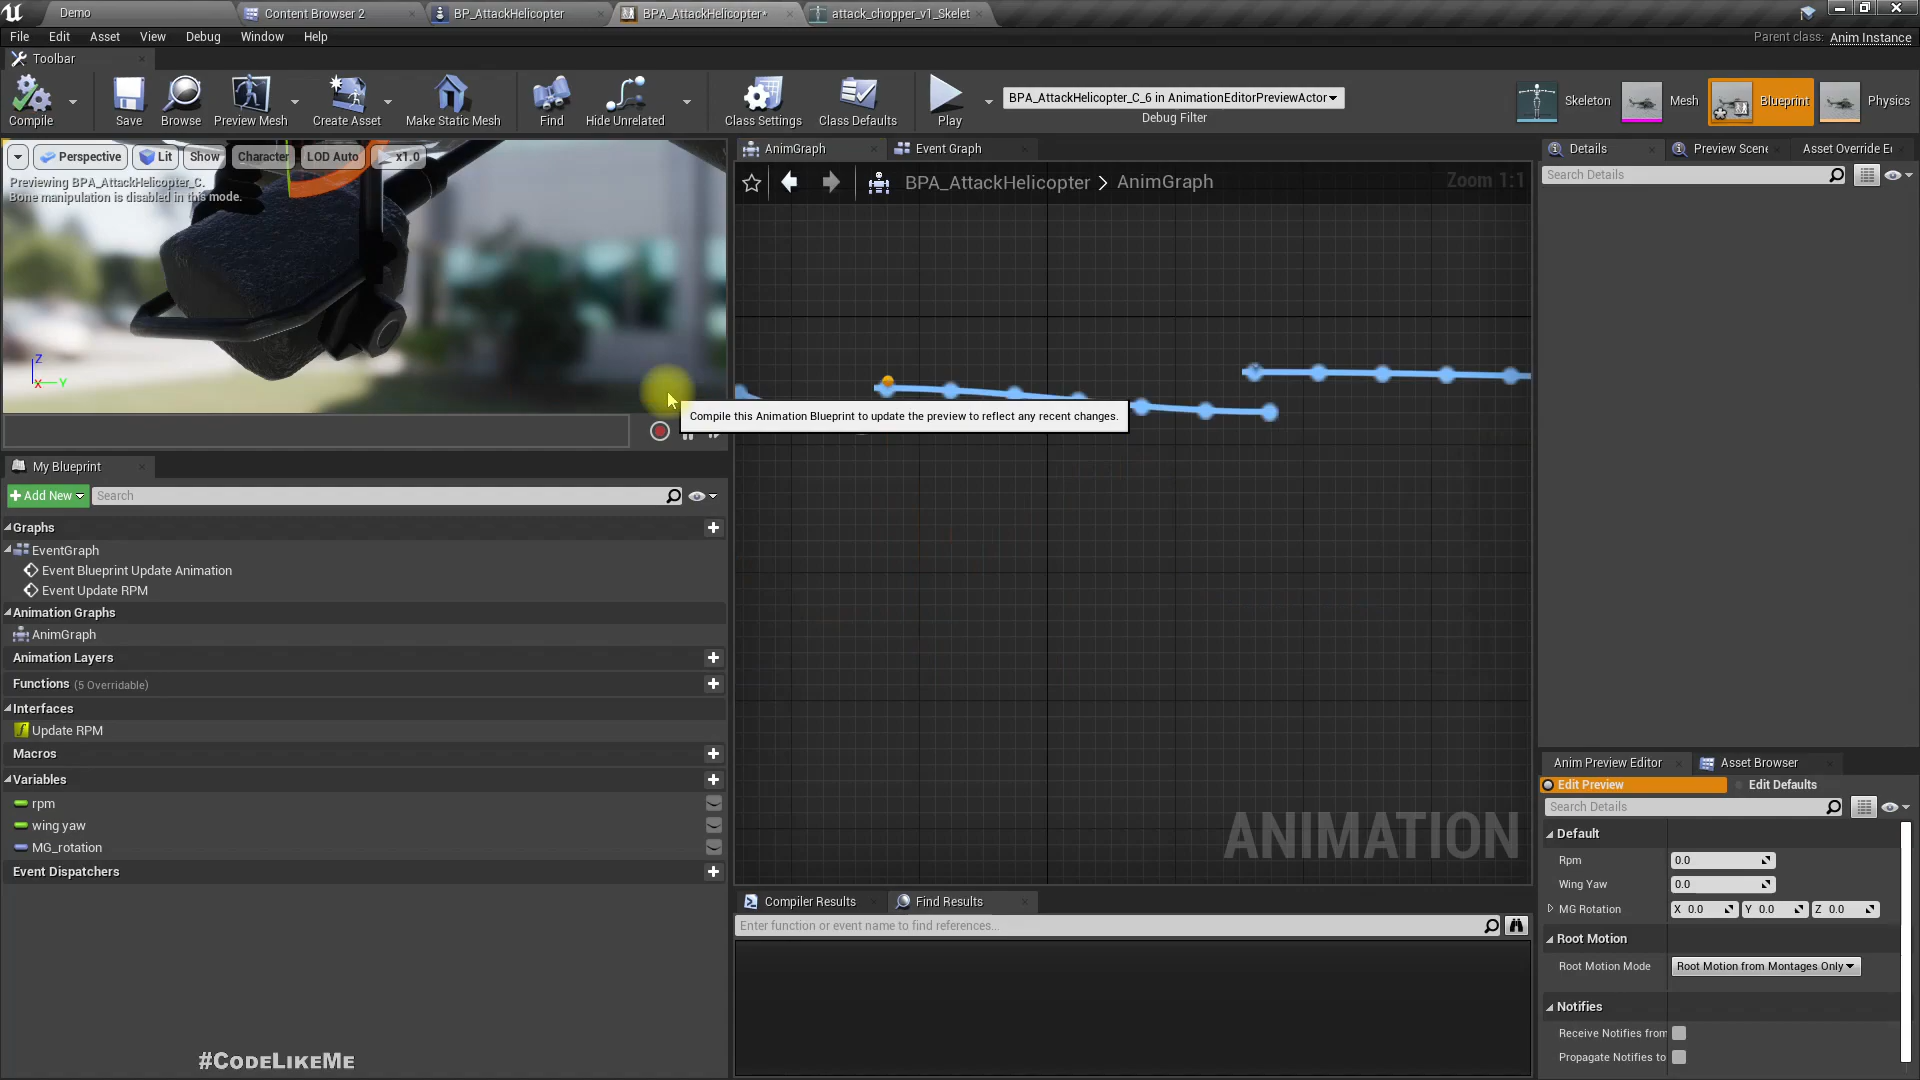 Demo
Content Browser 2
BP_AttackHelicopter
BPA_AttackHelicopter*
attack_chopper_v1_Skelet
File Edit Asset View Debug Window Help
Parent class: Anim Instance
Toolbar
Compile
Save
Browse
Preview Mesh
Create Asset
Make Static Mesh
Find
Hide Unrelated
Class Settings
Class Defaults
Play
BPA_AttackHelicopter_C_6 in AnimationEditorPreviewActor
Debug Filter
Skeleton
Mesh
Blueprint
Physics
Perspective
Lit
Show
Character
LOD Auto
x1.0
Previewing BPA_AttackHelicopter_C.
Bone manipulation is disabled in this mode.
Z
X
Y
AnimGraph
Event Graph
BPA_AttackHelicopter > AnimGraph
Zoom 1:1
Compile this Animation Blueprint to update the preview to reflect any recent changes.
ANIMATION
My Blueprint
+ Add New
Search
Graphs
EventGraph
Event Blueprint Update Animation
Event Update RPM
Animation Graphs
AnimGraph
Animation Layers
Functions (5 Overridable)
Interfaces
Update RPM
Macros
Variables
rpm
wing yaw
MG_rotation
Event Dispatchers
#CodeLikeMe
Compiler Results
Find Results
Enter function or event name to find references...
Details
Preview Scene
Asset Override Ed
Search Details
Anim Preview Editor
Asset Browser
Edit Preview
Edit Defaults
Search Details
Default
Rpm 0.0
Wing Yaw 0.0
MG Rotation X 0.0 Y 0.0 Z 0.0
Root Motion
Root Motion Mode Root Motion from Montages Only
Notifies
Receive Notifies from
Propagate Notifies to